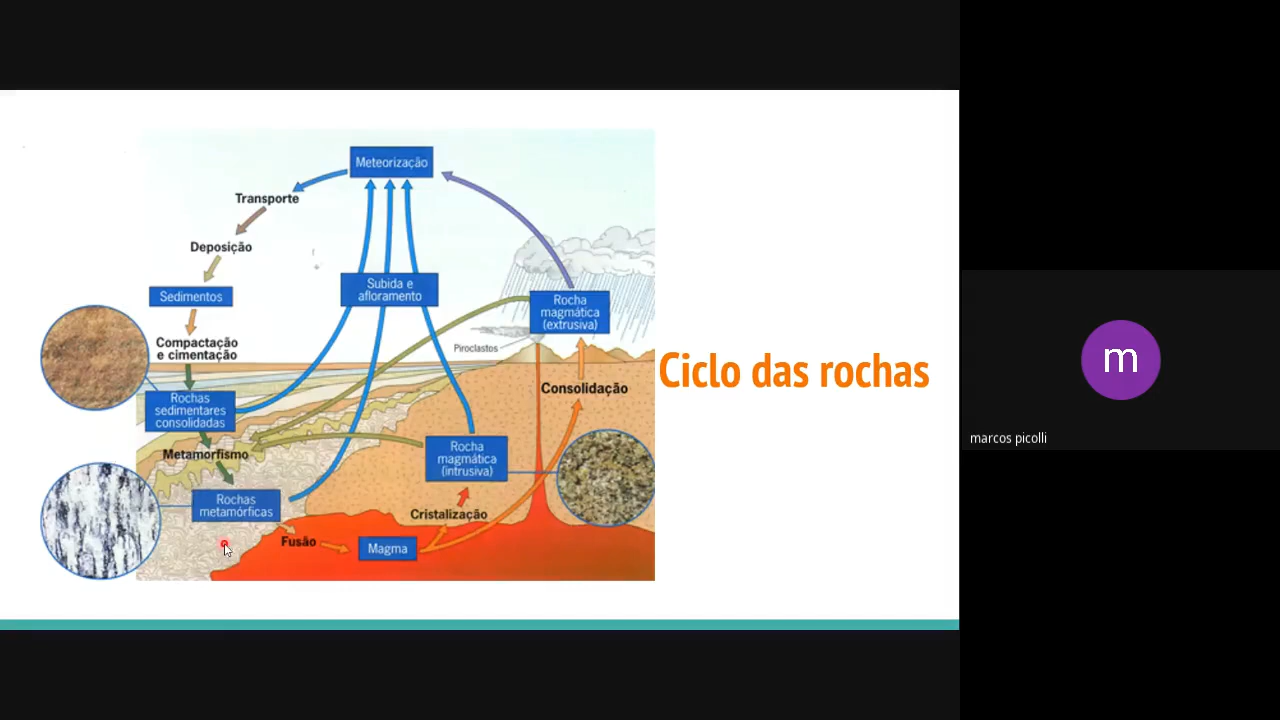 Meteorização
Transporte
Deposição
Sedimentos
Subida e
afloramento
Rocha
magmática
(extrusiva)
Compactação
e cimentação
Piroclastos
Ciclo das rochas
m
Consolidação
Rochas
sedimentares
consolidadas
marcos picolli
Metamorfismo
Rocha
magmática
(intrusiva)
Rochas
metamórficas
Cristalização
Fusão
Magma